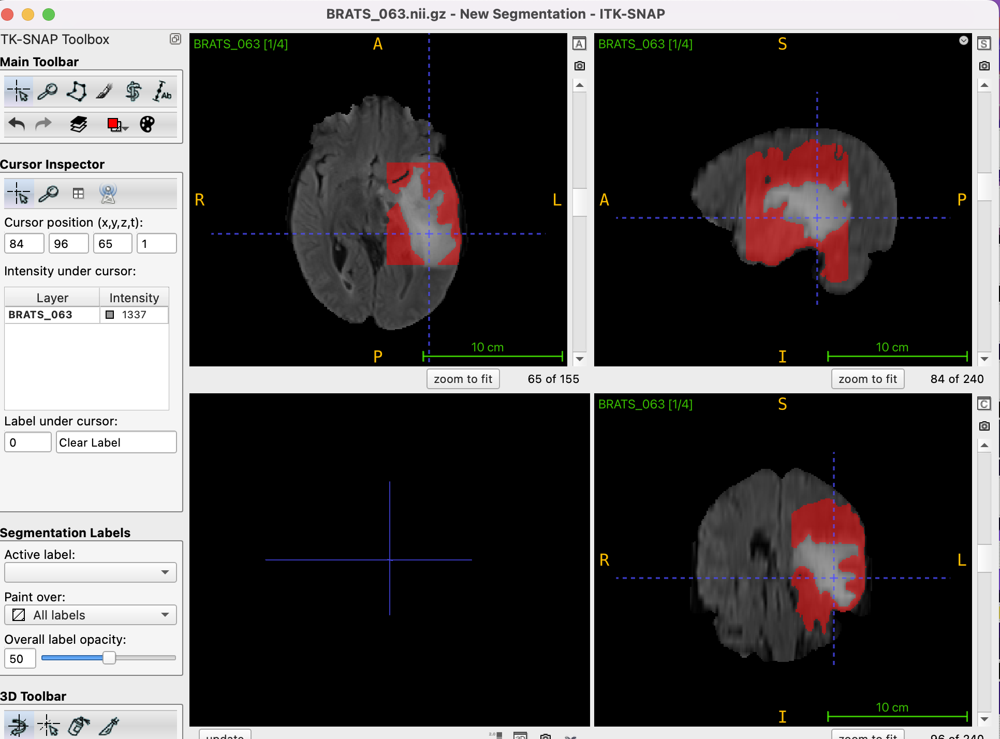 BRATS_063.nii.gz - New Segmentation - ITK-SNAP
TK-SNAP Toolbox
Main Toolbar
Ab
Cursor Inspector
Cursor position (x,y,z,t):
84 96 65 1
Intensity under cursor:
Layer Intensity
BRATS_063 1337
Label under cursor:
0 Clear Label
Segmentation Labels
Active label:
Paint over:
All labels
Overall label opacity:
50
3D Toolbar
BRATS_063 [1/4]
A
R
L
10 cm
P
A
zoom to fit 65 of 155
BRATS_063 [1/4]
S
A
P
10 cm
I
S
zoom to fit 84 of 240
update
2.0
BRATS_063 [1/4]
S
R
L
10 cm
I
C
zoom to fit 96 of 240